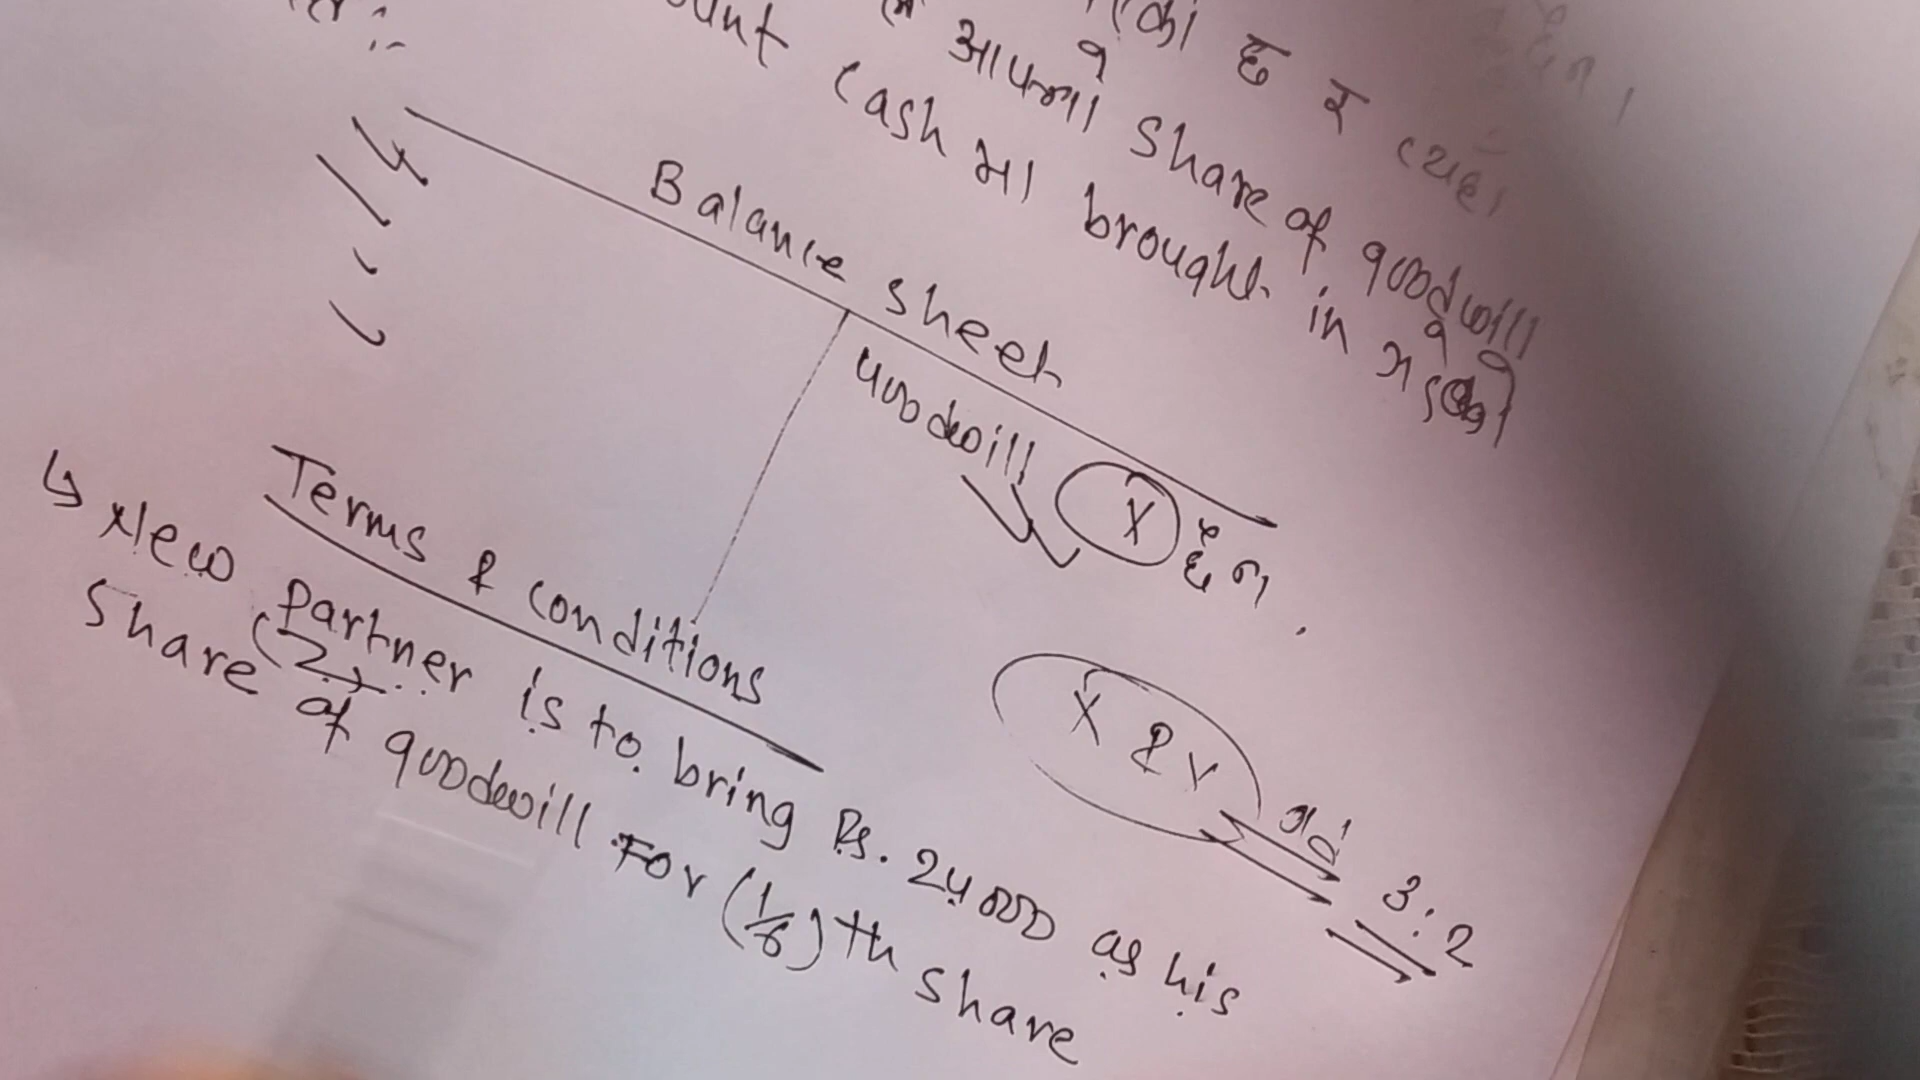 आफ्नो share of goodwill
cash मा brought in
Balance sheet
Goodwill X छैन.
Terms & conditions
↳ New partner is to bring Rs. 24000 as his
(Z)
share of goodwill For (1/6)th share
X & Y
3:2